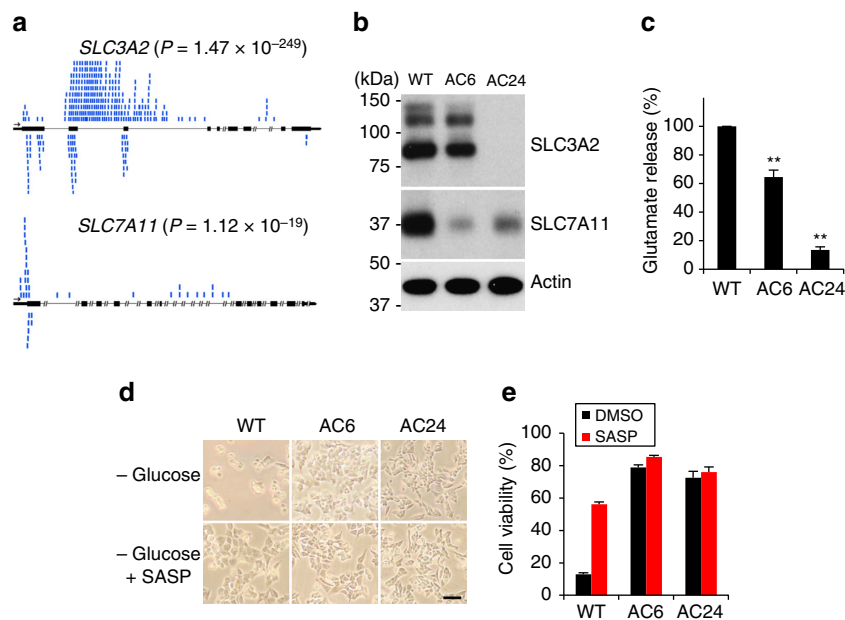 a
SLC3A2 (P = 1.47 × 10–249)
SLC7A11 (P = 1.12 × 10–19)
b
(kDa) WT AC6 AC24
150
100
75
SLC3A2
37
SLC7A11
50
37
Actin
c
Glutamate release (%)
100
80
60
40
20
0
**
**
WT AC6 AC24
d
WT AC6 AC24
– Glucose
– Glucose
+ SASP
e
DMSO
SASP
Cell viability (%)
100
80
60
40
20
0
WT AC6 AC24